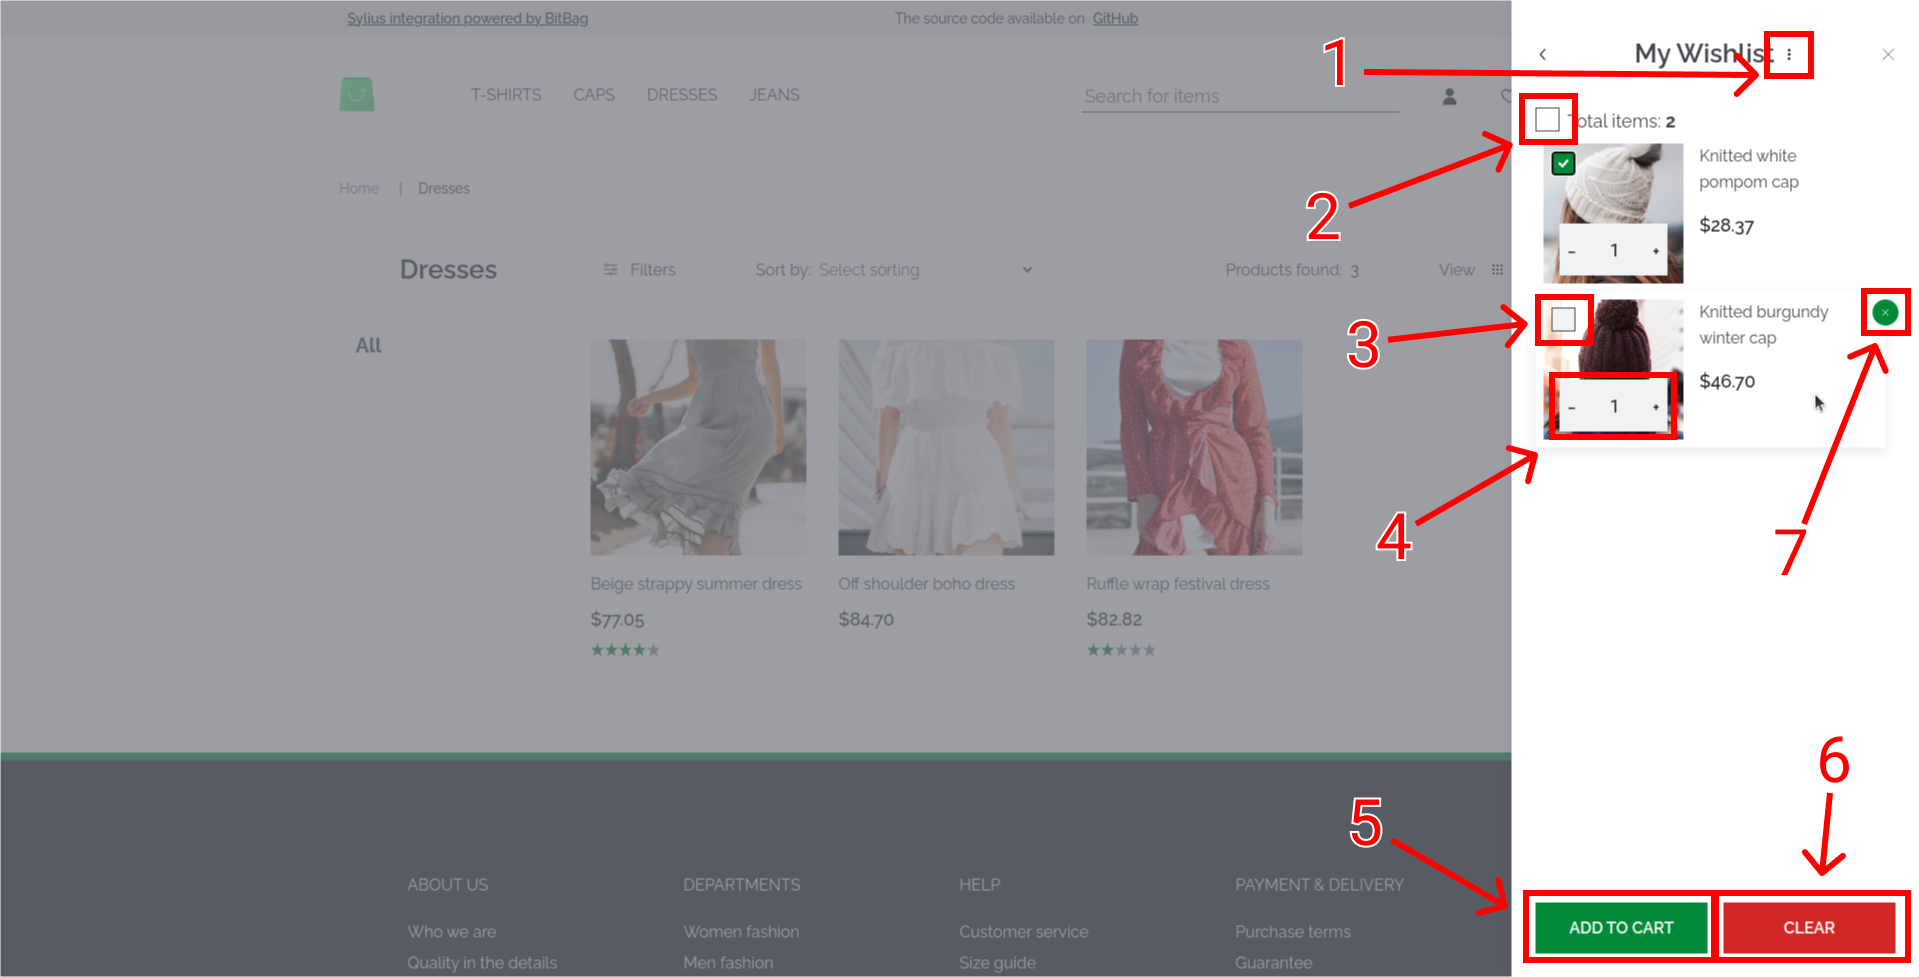 Sylius integration powered by BitBag
The source code available on GitHub
1
My Wishlist
T-SHIRTS CAPS DRESSES JEANS
Search for items
Total items: 2
Knitted white
pompom cap
$28.37
- 1 +
2
Home | Dresses
Dresses
Filters
Sort by: Select sorting
Products found: 3
View
Knitted burgundy
winter cap
$46.70
- 1 +
3
All
4
7
Beige strappy summer dress
$77.05
Off shoulder boho dress
$84.70
Ruffle wrap festival dress
$82.82
5
6
ABOUT US
Who we are
Quality in the details
DEPARTMENTS
Women fashion
Men fashion
HELP
Customer service
Size guide
PAYMENT & DELIVERY
Purchase terms
Guarantee
ADD TO CART
CLEAR